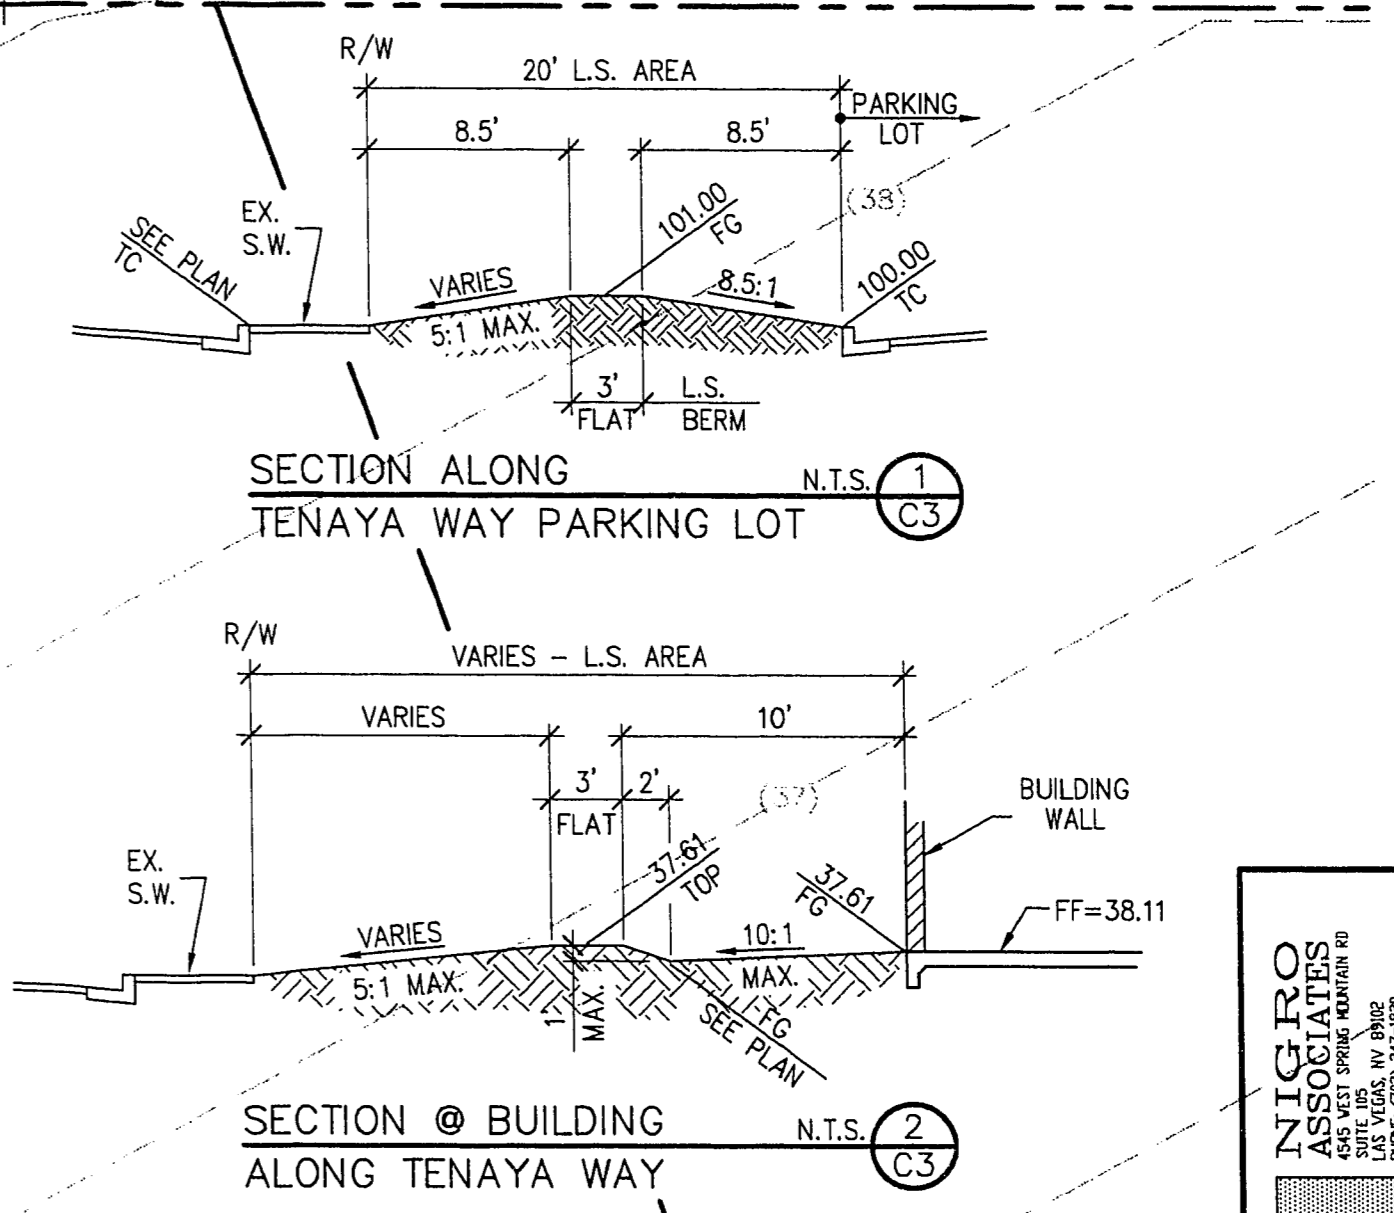 R/W
20' L.S. AREA
PARKING
LOT
8.5'
8.5'
(38)
EX.
S.W.
101.00
FG
SEE PLAN
TC
VARIES
8.5:1
100.00
TC
5:1 MAX.
3'
FLAT
L.S.
BERM
SECTION ALONG
N.T.S.
1
C3
TENAYA WAY PARKING LOT
R/W
VARIES - L.S. AREA
VARIES
10'
3'
2'
(37)
FLAT
BUILDING
WALL
EX.
S.W.
37.61
TOP
37.61
FG
FF=38.11
VARIES
10:1
5:1 MAX.
MAX.
1'
MAX.
FG
SEE PLAN
SECTION @ BUILDING
N.T.S.
2
C3
ALONG TENAYA WAY
NIGRO
ASSOCIATES
4545 WEST SPRING MOUNTAIN RD
SUITE 105
LAS VEGAS, NV 89102